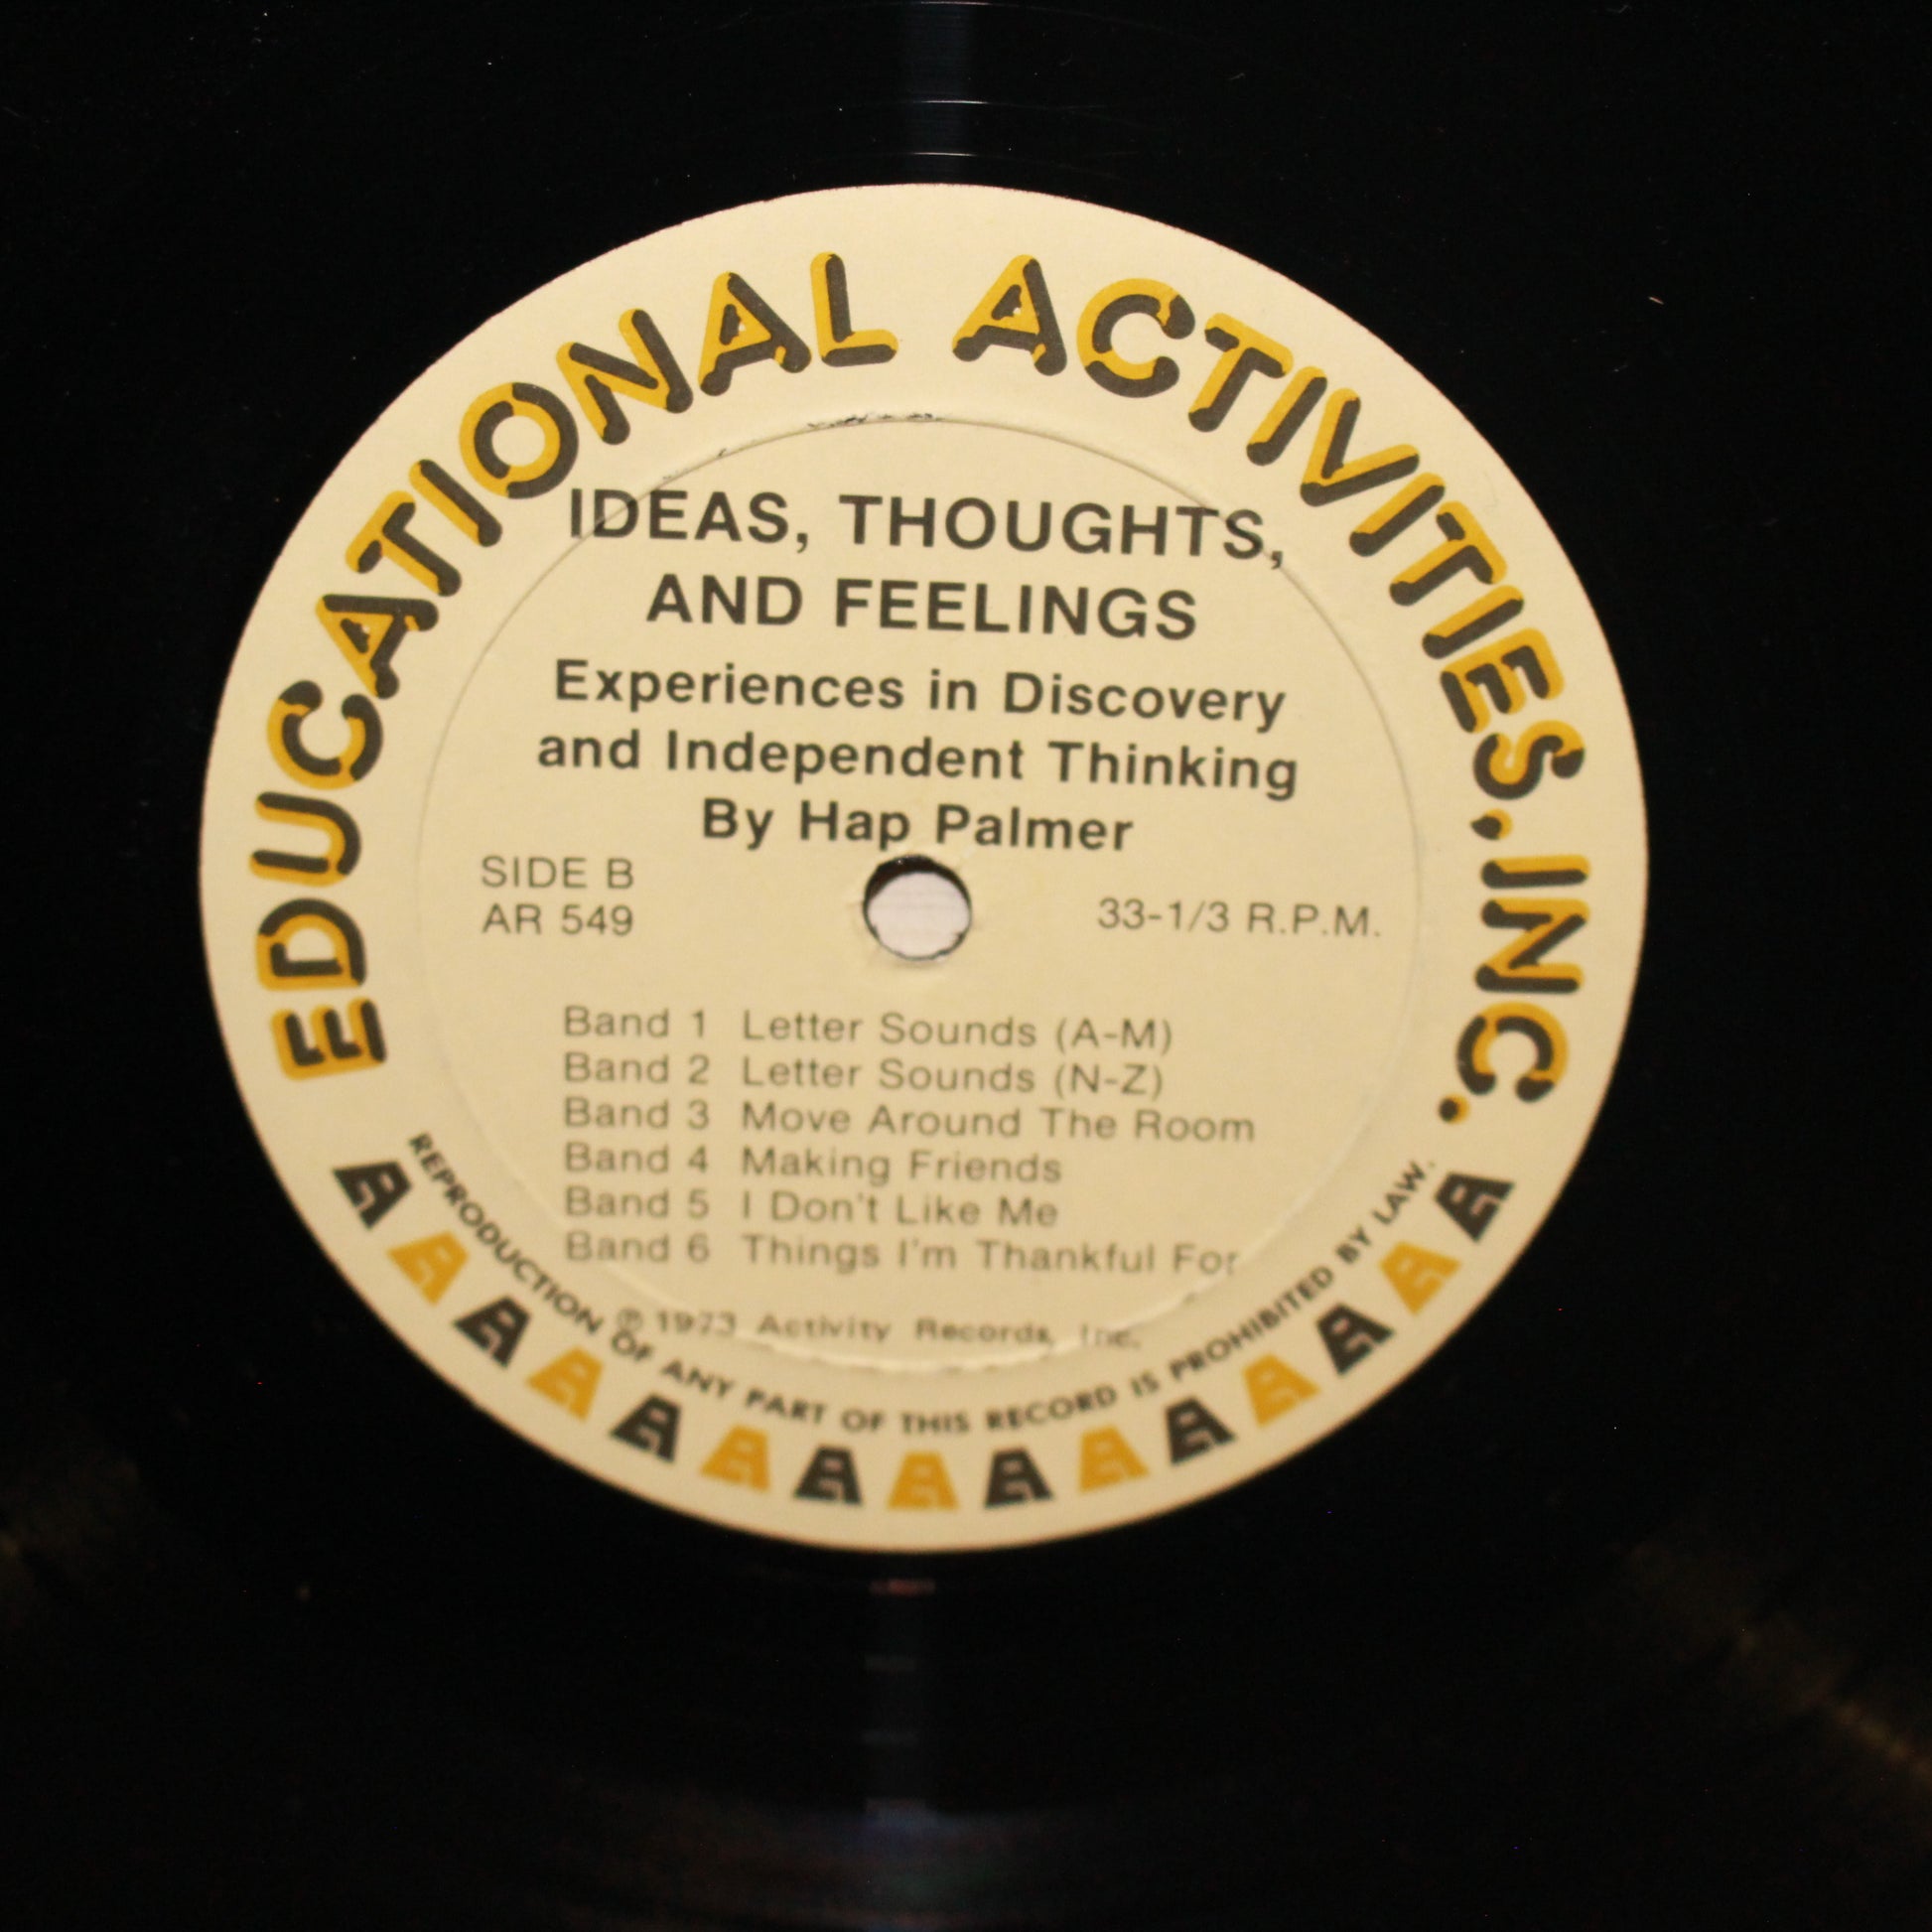 EDUCATIONAL ACTIVITIES, INC.
IDEAS, THOUGHTS,
AND FEELINGS
Experiences in Discovery
and Independent Thinking
By Hap Palmer
SIDE B
AR 549
33-1/3 R.P.M.
Band 1 Letter Sounds (A-M)
Band 2 Letter Sounds (N-Z)
Band 3 Move Around The Room
Band 4 Making Friends
Band 5 I Don't Like Me
Band 6 Things I'm Thankful For
℗ 1973 Activity Records, Inc.
REPRODUCTION OF ANY PART OF THIS RECORD IS PROHIBITED BY LAW.